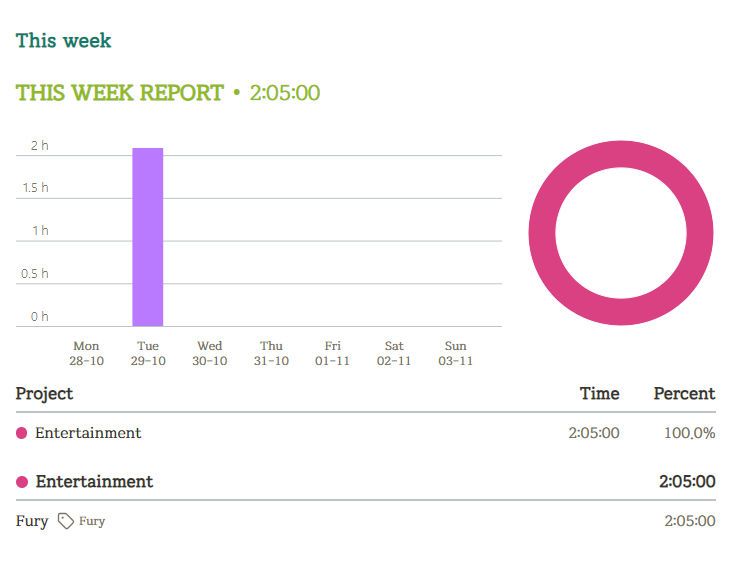 This week
THIS WEEK REPORT • 2:05:00
2 h
1.5 h
1 h
0.5 h
0 h
Mon Tue Wed Thu Fri Sat Sun
28-10 29-10 30-10 31-10 01-11 02-11 03-11
Project Time Percent
Entertainment 2:05:00 100.0%
Entertainment 2:05:00
Fury Fury 2:05:00